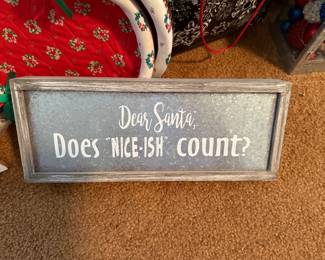 Dear Santa,
Does "NICE-ISH" count?